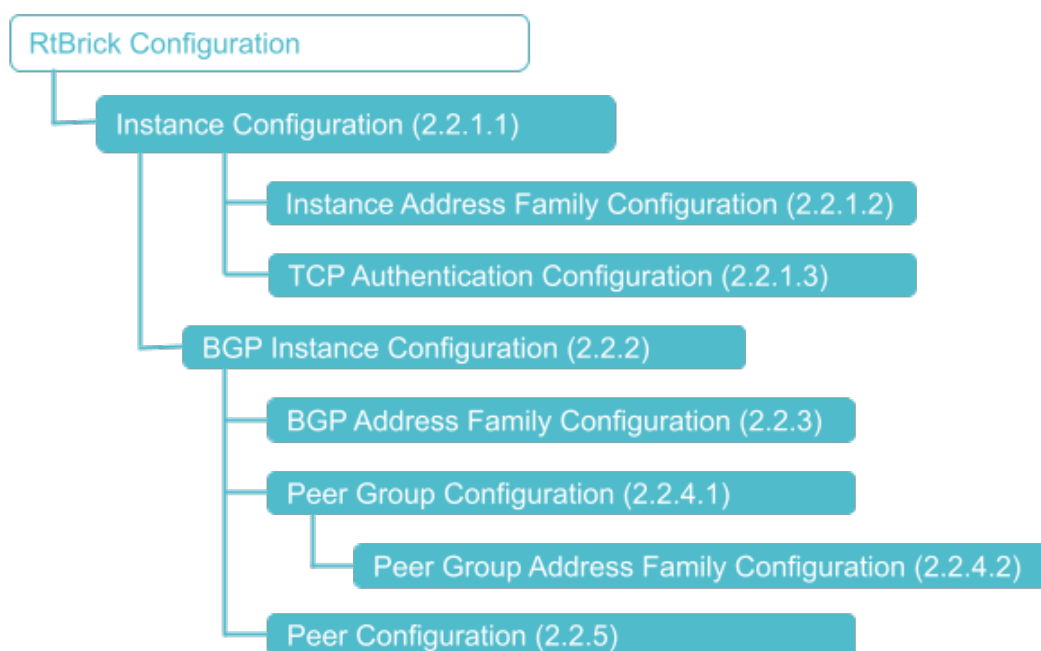 RtBrick Configuration
Instance Configuration (2.2.1.1)
Instance Address Family Configuration (2.2.1.2)
TCP Authentication Configuration (2.2.1.3)
BGP Instance Configuration (2.2.2)
BGP Address Family Configuration (2.2.3)
Peer Group Configuration (2.2.4.1)
Peer Group Address Family Configuration (2.2.4.2)
Peer Configuration (2.2.5)